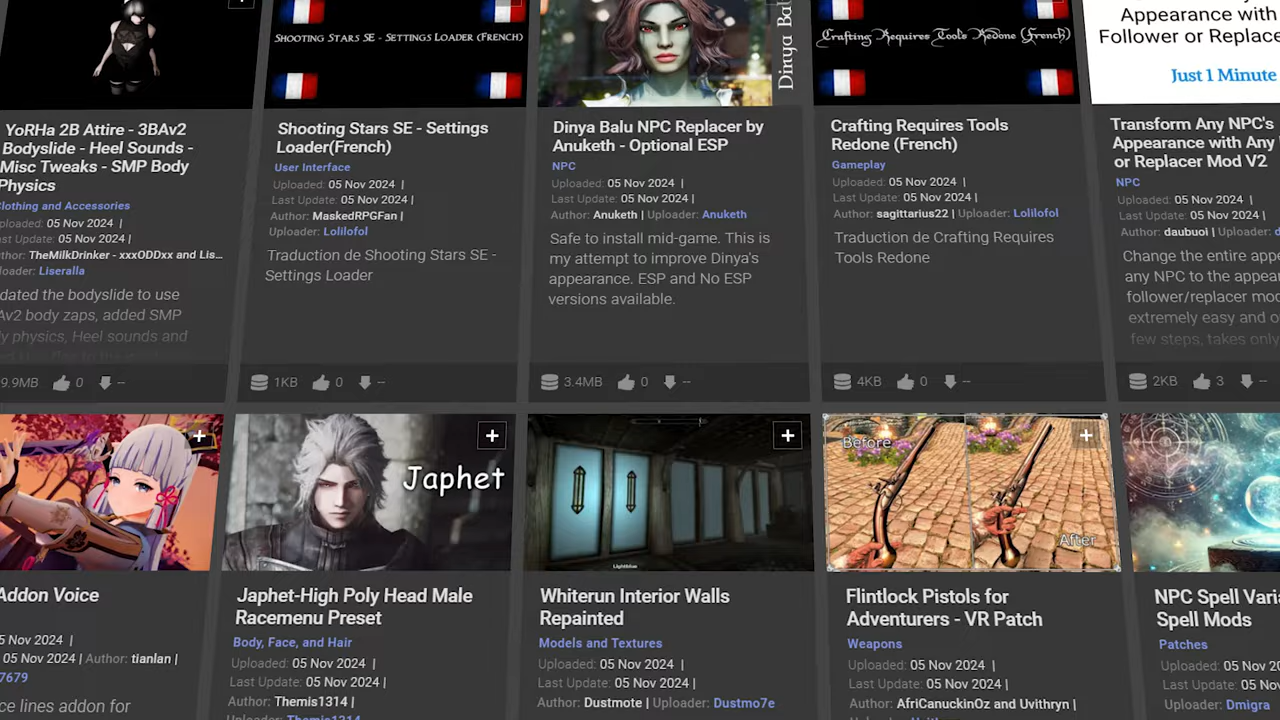 SHOOTING STARS SE - SETTINGS LOADER (FRENCH)
Dinya Bal
Crafting Requires Tools Redone (French)
Appearance with
Follower or Replace
Just 1 Minute
YoRHa 2B Attire - 3BAv2
Bodyslide - Heel Sounds -
Misc Tweaks - SMP Body
Physics
lothing and Accessories
ploaded: 05 Nov 2024 |
ast Update: 05 Nov 2024 |
thor: TheMilkDrinker - xxxODDxx and Lis...
loader: Liseralla
dated the bodyslide to use
Av2 body zaps, added SMP
y physics, Heel sounds and
9.9MB 0 --
Shooting Stars SE - Settings
Loader(French)
User Interface
Uploaded: 05 Nov 2024 |
Last Update: 05 Nov 2024 |
Author: MaskedRPGFan |
Uploader: Lolilofol
Traduction de Shooting Stars SE -
Settings Loader
1KB 0 --
Dinya Balu NPC Replacer by
Anuketh - Optional ESP
NPC
Uploaded: 05 Nov 2024 |
Last Update: 05 Nov 2024 |
Author: Anuketh | Uploader: Anuketh
Safe to install mid-game. This is
my attempt to improve Dinya's
appearance. ESP and No ESP
versions available.
3.4MB 0 --
Crafting Requires Tools
Redone (French)
Gameplay
Uploaded: 05 Nov 2024 |
Last Update: 05 Nov 2024 |
Author: sagittarius22 | Uploader: Lolilofol
Traduction de Crafting Requires
Tools Redone
4KB 0 --
Transform Any NPC's
Appearance with Any
or Replacer Mod V2
NPC
Uploaded: 05 Nov 2024 |
Last Update: 05 Nov 2024 |
Author: daubuoi | Uploader: d
Change the entire appe
any NPC to the appear
follower/replacer mod
extremely easy and o
few steps, takes only
2KB 3 --
Addon Voice
5 Nov 2024 |
05 Nov 2024 | Author: tianlan |
7679
ce lines addon for
Japhet
Japhet-High Poly Head Male
Racemenu Preset
Body, Face, and Hair
Uploaded: 05 Nov 2024 |
Last Update: 05 Nov 2024 |
Author: Themis1314 |
Themis1314
Lightblue
Whiterun Interior Walls
Repainted
Models and Textures
Uploaded: 05 Nov 2024 |
Last Update: 05 Nov 2024 |
Author: Dustmote | Uploader: Dustmo7e
Before
After
Flintlock Pistols for
Adventurers - VR Patch
Weapons
Uploaded: 05 Nov 2024 |
Last Update: 05 Nov 2024 |
Author: AfriCanuckinOz and Uvithryn |
NPC Spell Varia
Spell Mods
Patches
Uploaded: 05 Nov 20
Last Update: 05 Nov
Uploader: Dmigra